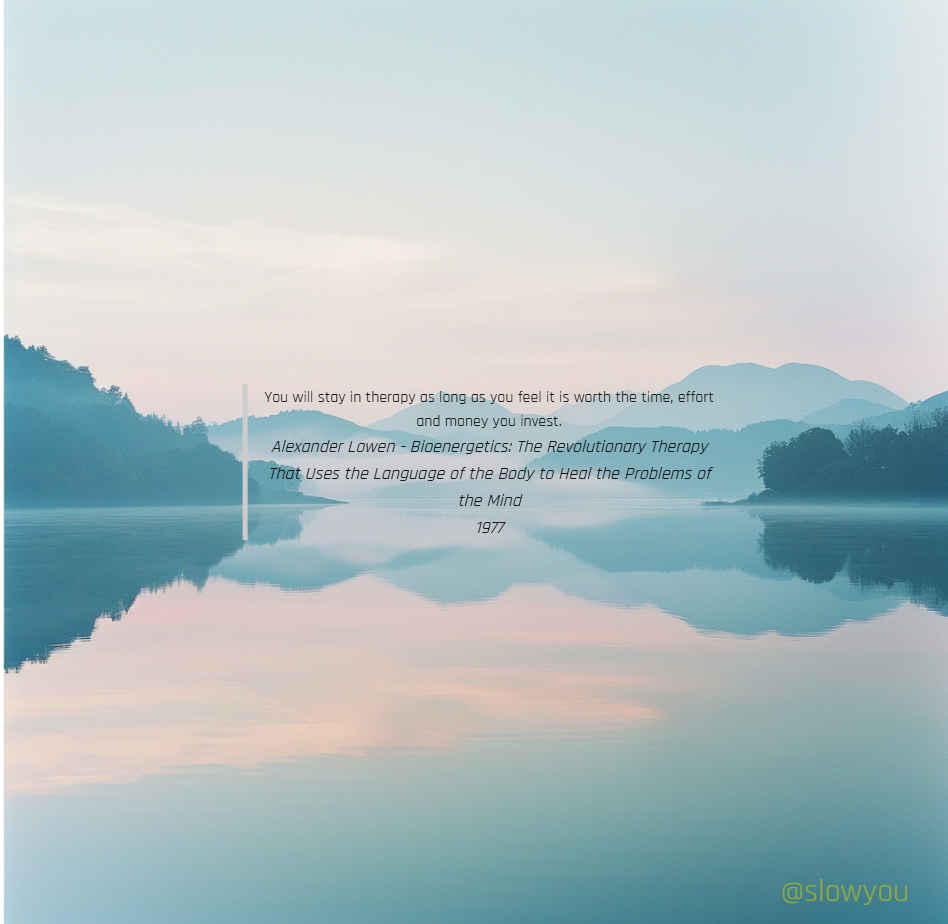 You will stay in therapy as long as you feel it is worth the time, effort
and money you invest.
Alexander Lowen - Bioenergetics: The Revolutionary Therapy
That Uses the Language of the Body to Heal the Problems of
the Mind
1977
@slowyou